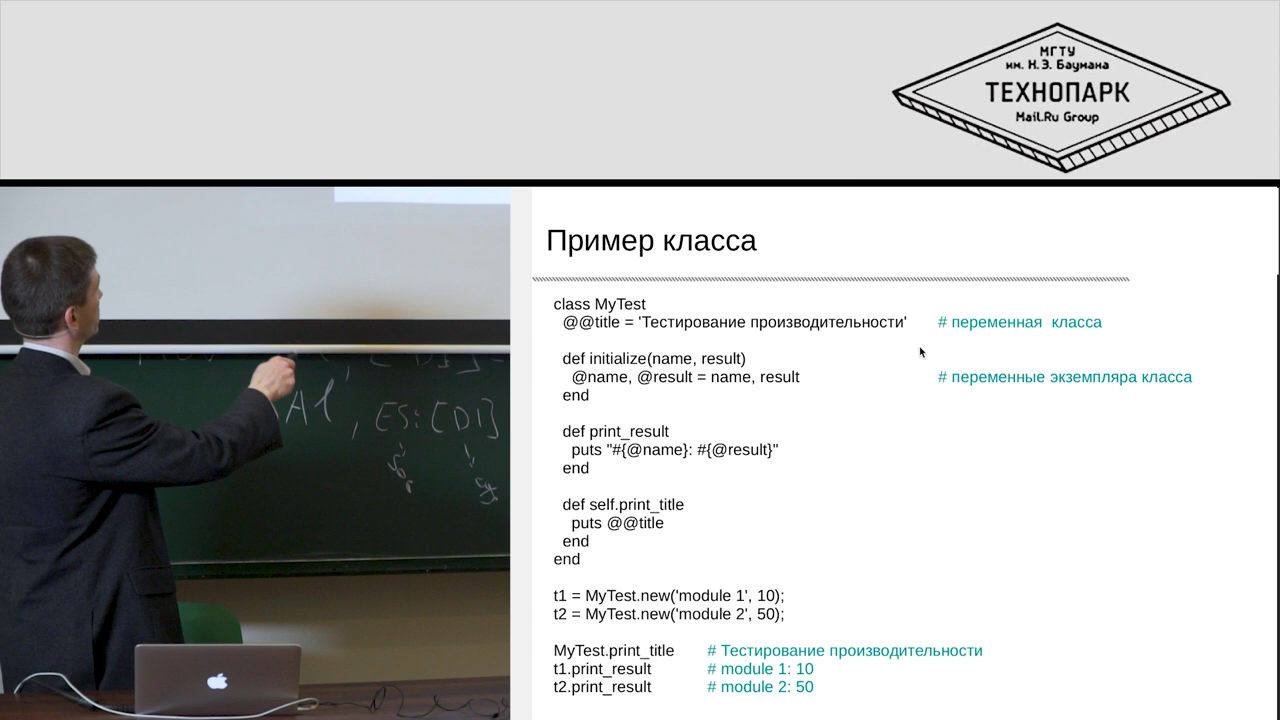 МГТУ
им. Н.Э. Баумана
ТЕХНОПАРК
Mail.Ru Group
AL, ES:[DI]
Пример класса
class MyTest
@@title = 'Тестирование производительности' # переменная класса
def initialize(name, result)
@name, @result = name, result # переменные экземпляра класса
end
def print_result
puts "#{@name}: #{@result}"
end
def self.print_title
puts @@title
end
end
t1 = MyTest.new('module 1', 10);
t2 = MyTest.new('module 2', 50);
MyTest.print_title # Тестирование производительности
t1.print_result # module 1: 10
t2.print_result # module 2: 50